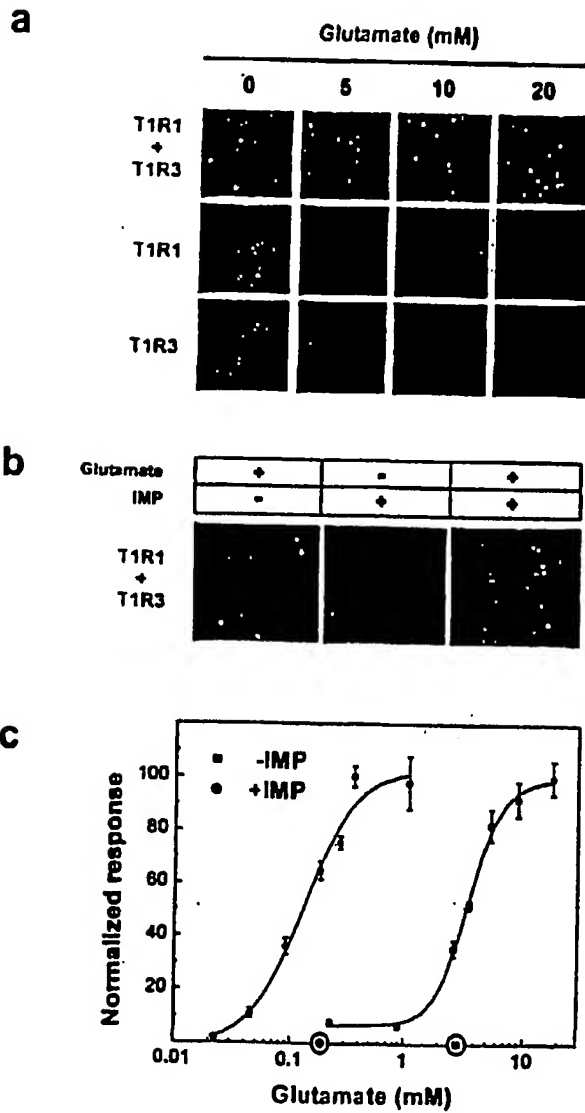 a
Glutamate (mM)
0 5 10 20
T1R1
+
T1R3
T1R1
T1R3
b
Glutamate + - +
IMP - + +
T1R1
+
T1R3
c
-IMP
+IMP
100
80
60
40
20
Normalized response
0.01 0.1 1 10
Glutamate (mM)